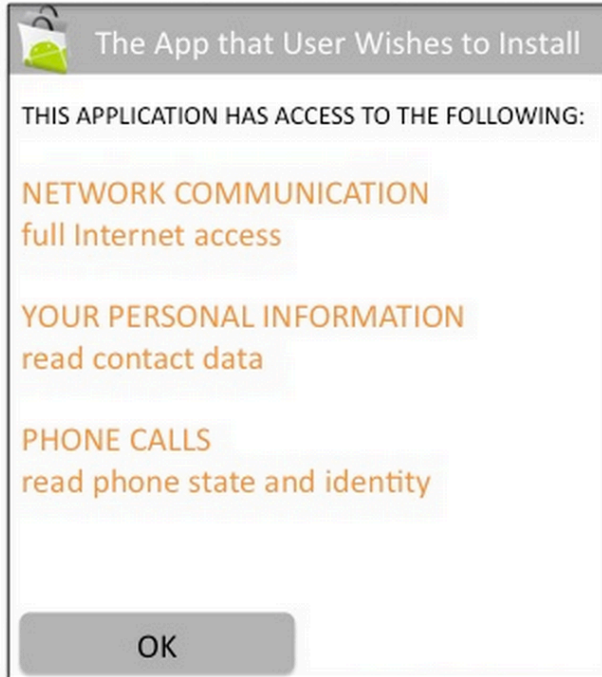 The App that User Wishes to Install
THIS APPLICATION HAS ACCESS TO THE FOLLOWING:
NETWORK COMMUNICATION
full Internet access
YOUR PERSONAL INFORMATION
read contact data
PHONE CALLS
read phone state and identity
OK